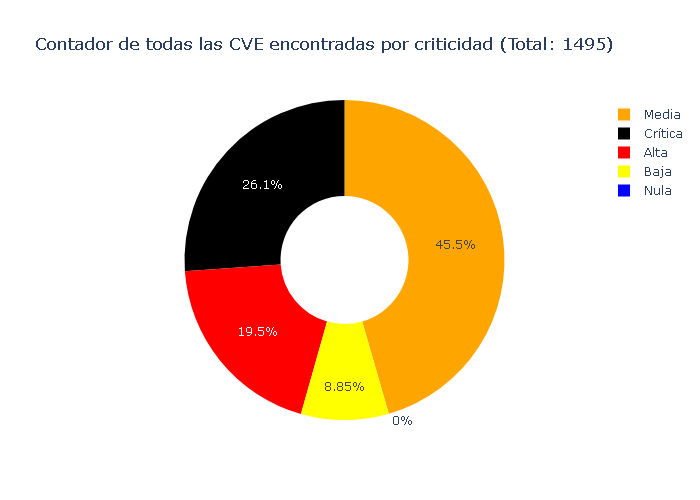 Contador de todas las CVE encontradas por criticidad (Total: 1495)
Media
Crítica
Alta
Baja
Nula
26.1%
45.5%
19.5%
8.85%
0%